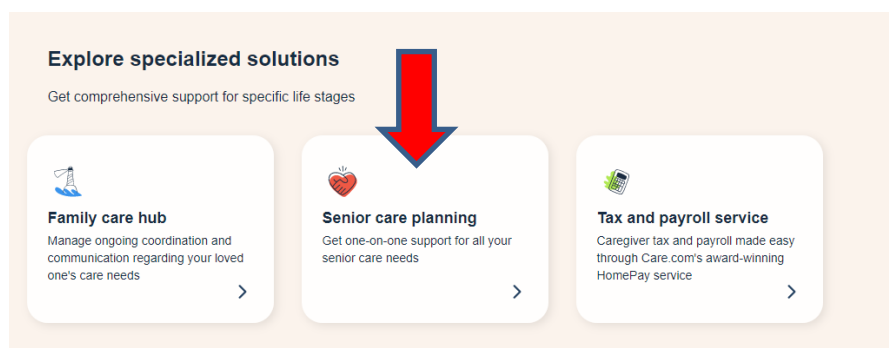 Explore specialized solutions
Get comprehensive support for specific life stages
Family care hub
Manage ongoing coordination and
communication regarding your loved
one's care needs
Senior care planning
Get one-on-one support for all your
senior care needs
Tax and payroll service
Caregiver tax and payroll made easy
through Care.com's award-winning
HomePay service